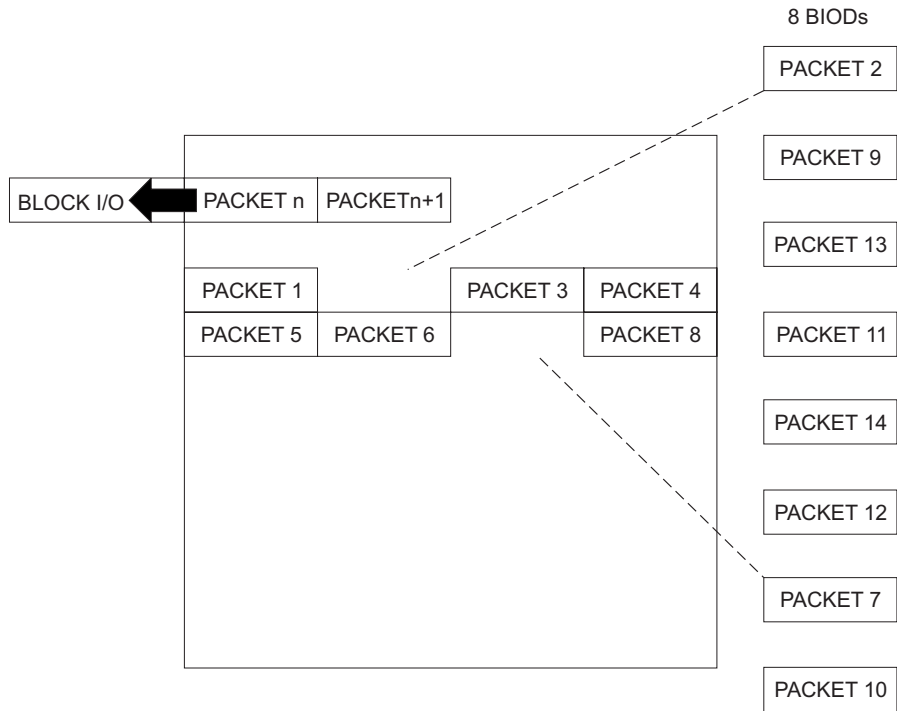 8 BIODs
PACKET 2
PACKET 9
BLOCK I/O
PACKET n
PACKETn+1
PACKET 13
PACKET 1
PACKET 3
PACKET 4
PACKET 5
PACKET 6
PACKET 8
PACKET 11
PACKET 14
PACKET 12
PACKET 7
PACKET 10